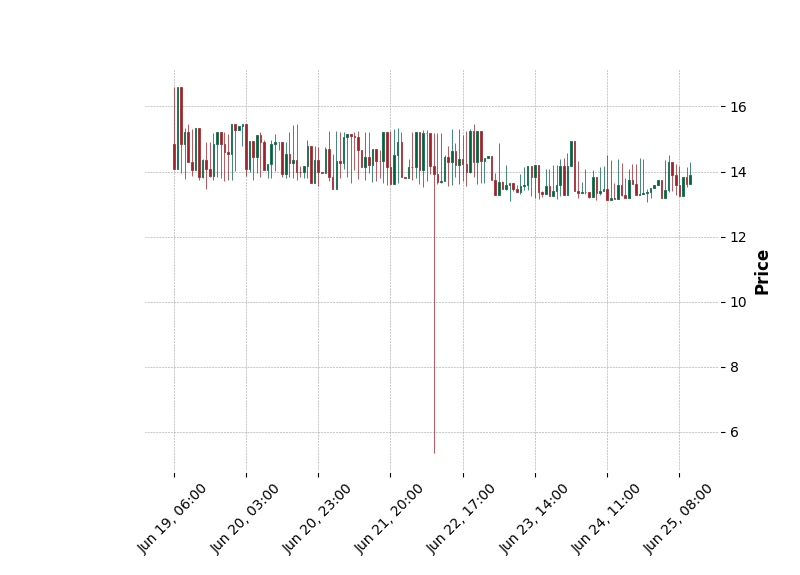 16
14
12
10
8
6
Price
Jun 19, 06:00
Jun 20, 03:00
Jun 20, 23:00
Jun 21, 20:00
Jun 22, 17:00
Jun 23, 14:00
Jun 24, 11:00
Jun 25, 08:00